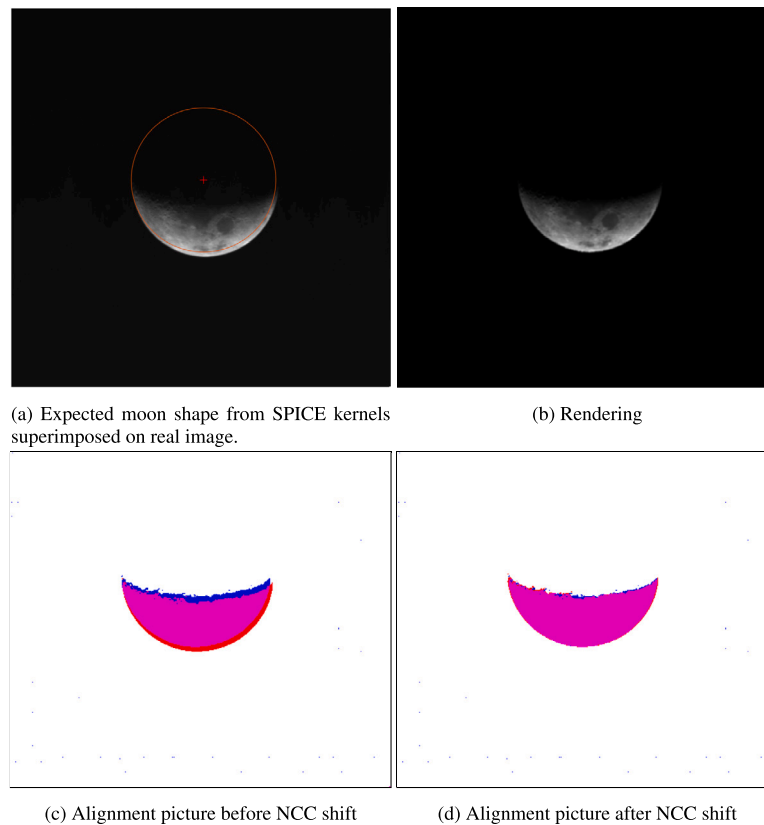 (a) Expected moon shape from SPICE kernels
superimposed on real image.
(b) Rendering
(c) Alignment picture before NCC shift
(d) Alignment picture after NCC shift